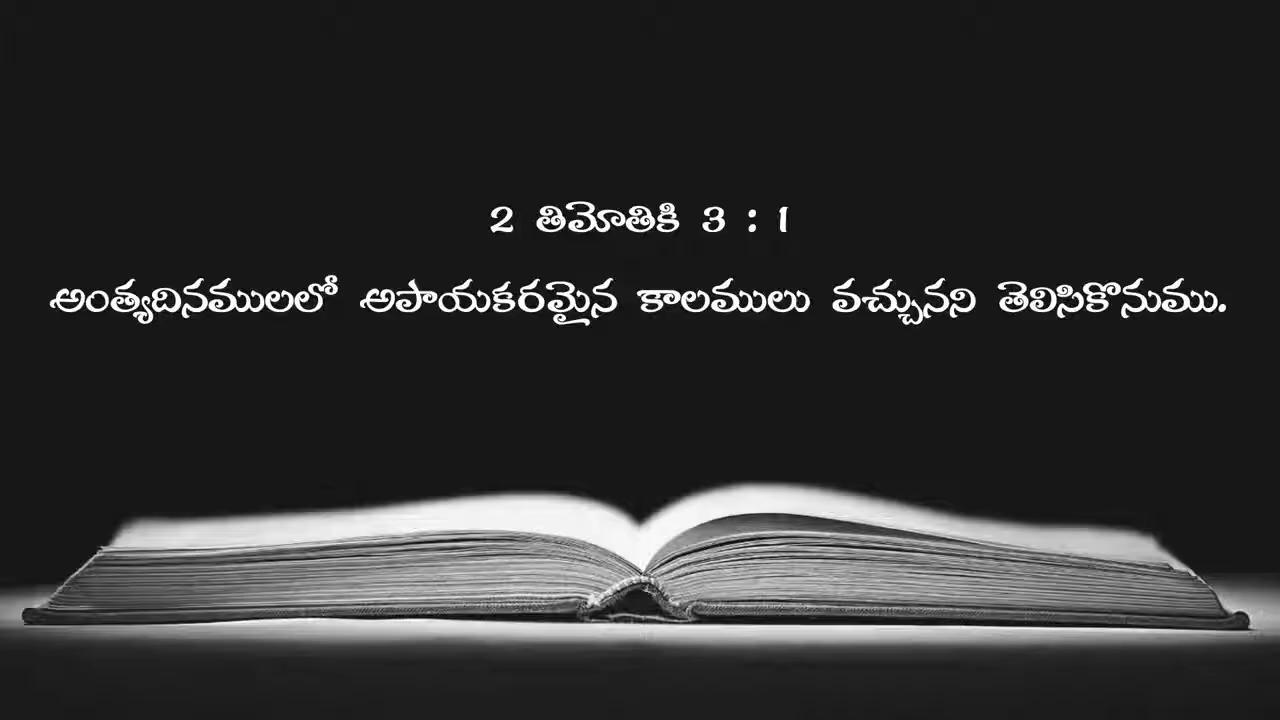 2 తిమోతికి 3 : 1
అంత్యదినములలో అపాయకరమైన కాలములు వచ్చునని తెలిసికొనుము.